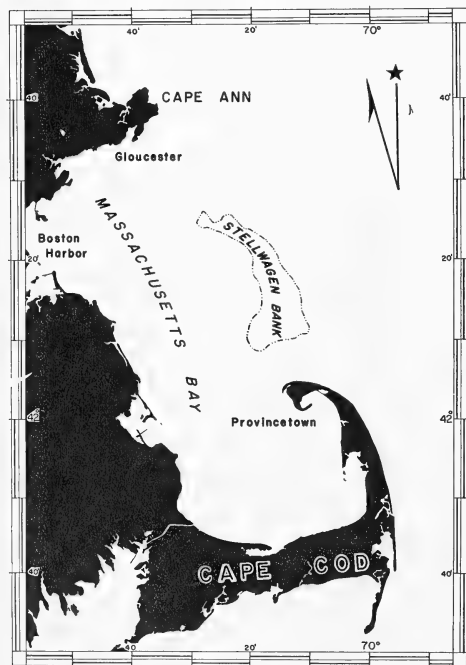 40′ 20′ 70°
CAPE ANN
40′ 40′
Gloucester
MASSACHUSETTS BAY
STELLWAGEN BANK
Boston
Harbor
20′ 20′
42° 42°
Provincetown
CAPE COD
40′ 40′
40′ 20′ 70°